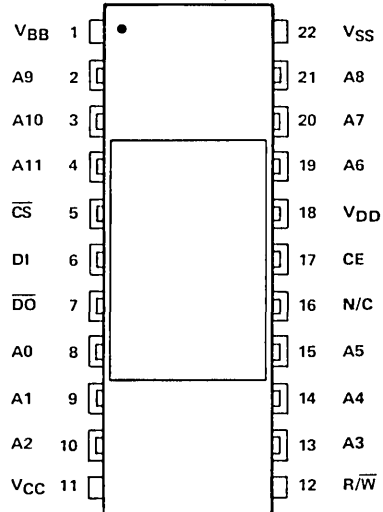 VBB 1 22 VSS
A9 2 21 A8
A10 3 20 A7
A11 4 19 A6
C̅S̅ 5 18 VDD
DI 6 17 CE
D̅O̅ 7 16 N/C
A0 8 15 A5
A1 9 14 A4
A2 10 13 A3
VCC 11 12 R/W̅